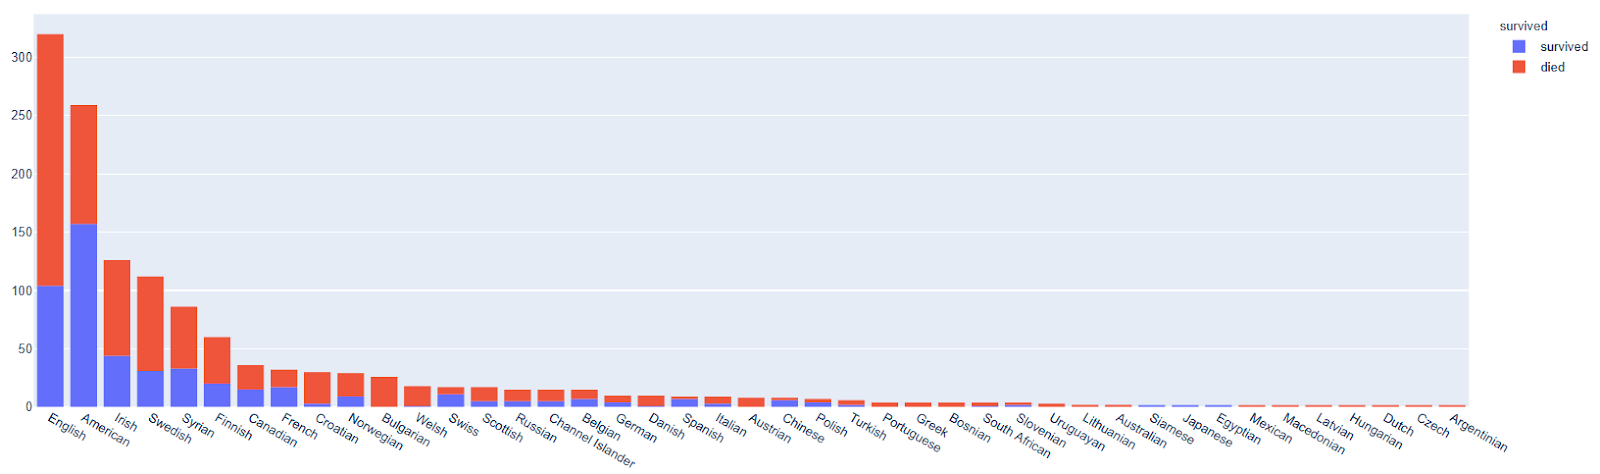 survived
survived
died
300
250
200
150
100
50
0
English
American
Irish
Swedish
Syrian
Finnish
Canadian
French
Croatian
Norwegian
Bulgarian
Welsh
Swiss
Scottish
Russian
Channel Islander
Belgian
German
Danish
Spanish
Italian
Austrian
Chinese
Polish
Turkish
Portuguese
Greek
Bosnian
South African
Slovenian
Uruguayan
Lithuanian
Australian
Siamese
Japanese
Egyptian
Mexican
Macedonian
Latvian
Hungarian
Dutch
Czech
Argentinian